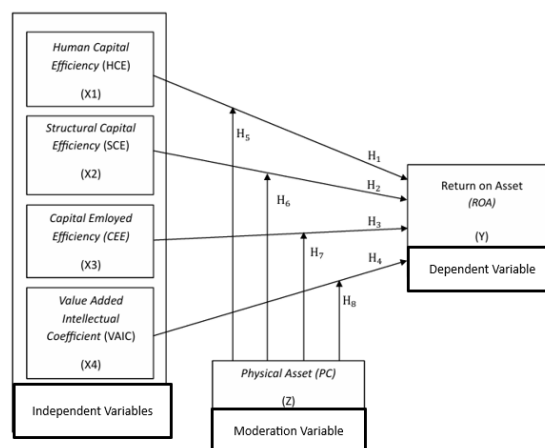 Human Capital
Efficiency (HCE)
(X1)
Structural Capital
Efficiency (SCE)
(X2)
Capital Emloyed
Efficiency (CEE)
(X3)
Value Added
Intellectual
Coefficient (VAIC)
(X4)
Independent Variables
H₅
H₆
H₇
H₈
H₁
H₂
H₃
H₄
Return on Asset
(ROA)
(Y)
Dependent Variable
Physical Asset (PC)
(Z)
Moderation Variable